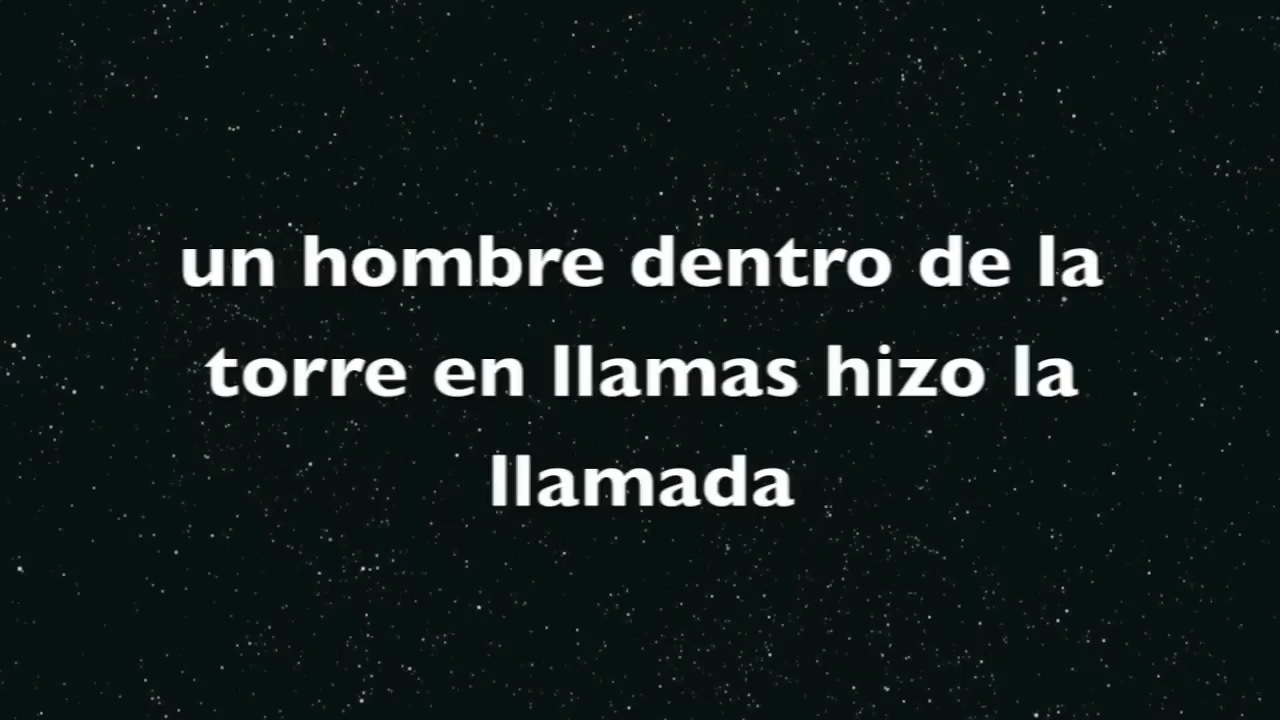 un hombre dentro de la
torre en llamas hizo la
llamada